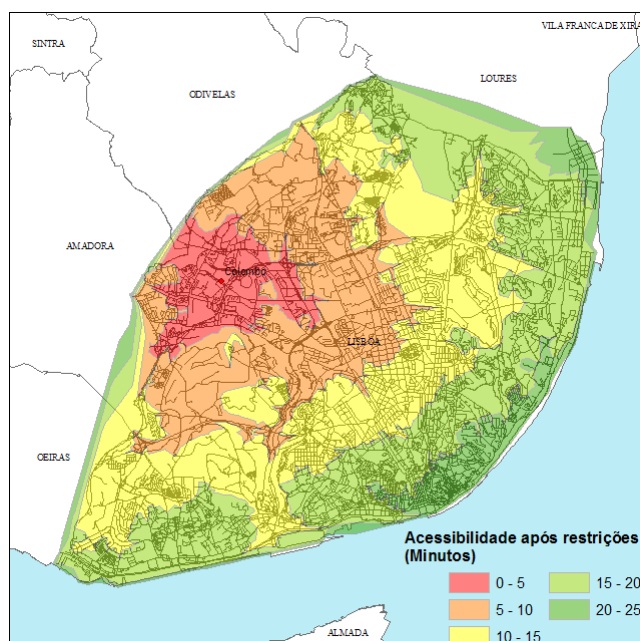 VILA FRANCA DE XIRA
SINTRA
LOURES
ODIVELAS
AMADORA
Colombo
LISBOA
OEIRAS
Acessibilidade após restrições
(Minutos)
0 - 5
15 - 20
5 - 10
20 - 25
10 - 15
ALMADA